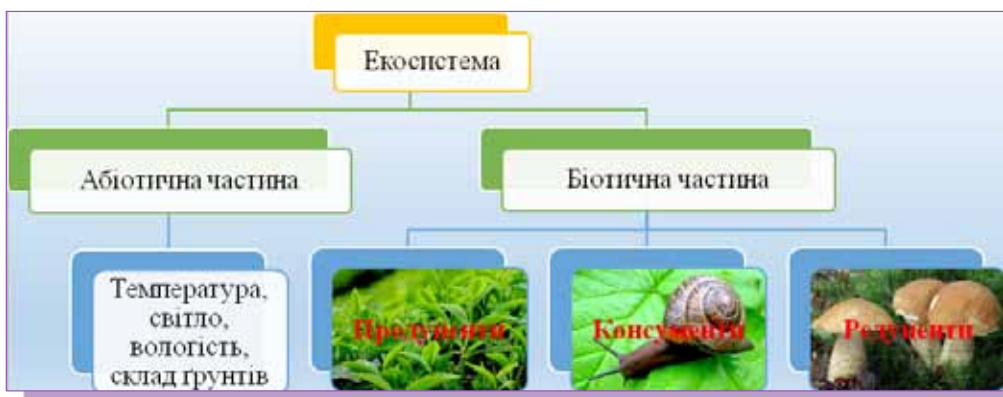 Екосистема
Абіотична частина
Біотична частина
Температура,
світло,
вологість,
склад ґрунтів
Продуценти
Консументи
Редуценти